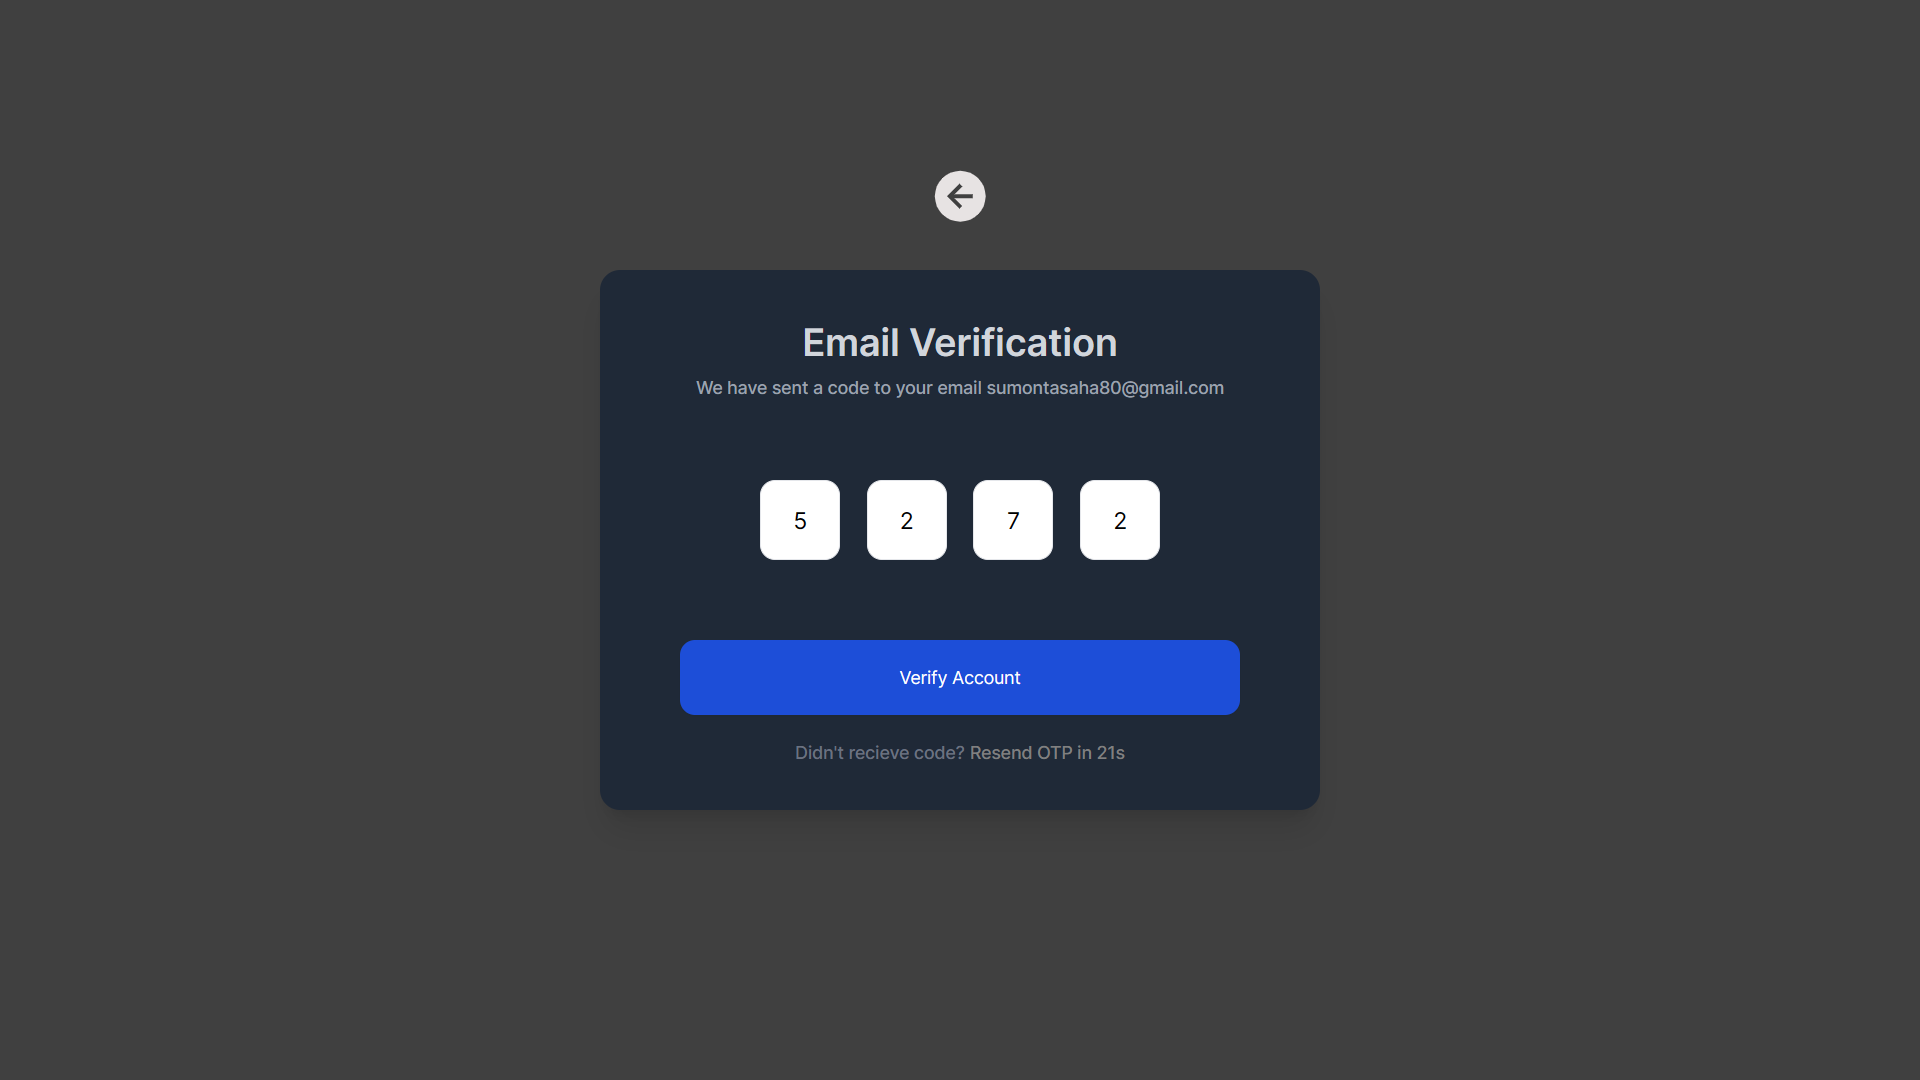 Email Verification
We have sent a code to your email sumontasaha80@gmail.com
5 2 7 2
Verify Account
Didn't recieve code? Resend OTP in 21s